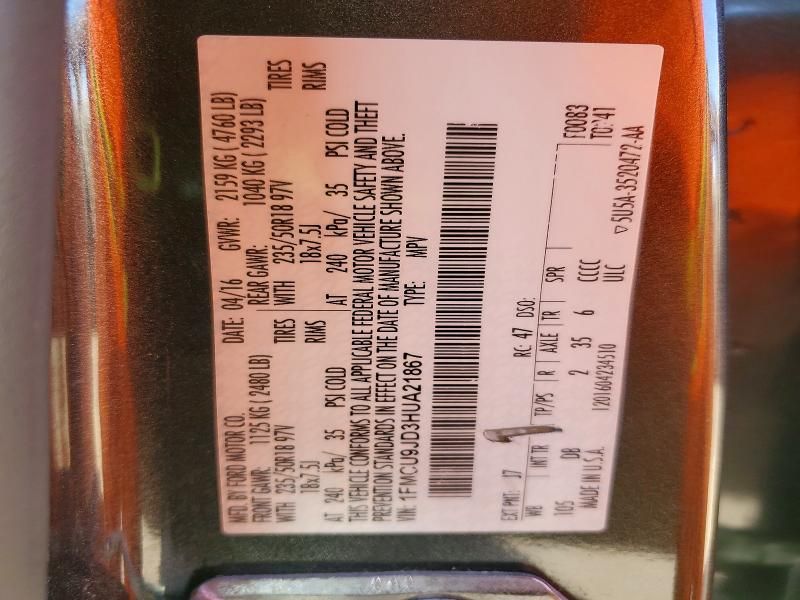 MFD. BY FORD MOTOR CO. DATE: 04/16 GVWR: 2159 KG ( 4760 LB)
FRONT GAWR: 1125 KG ( 2480 LB) REAR GAWR: 1040 KG ( 2293 LB)
WITH 235/50R18 97V TIRES WITH 235/50R18 97V TIRES
18x7.5J RIMS 18x7.5J RIMS
AT 240 kPa/ 35 PSI COLD AT 240 kPa/ 35 PSI COLD
THIS VEHICLE CONFORMS TO ALL APPLICABLE FEDERAL MOTOR VEHICLE SAFETY AND THEFT
PREVENTION STANDARDS IN EFFECT ON THE DATE OF MANUFACTURE SHOWN ABOVE.
VIN: 1FMCU9JD3HUA21867 TYPE: MPV
EXT PNT: J7 RC: 47 DSO: F0083
WB INT TR TP/PS R AXLE TR SPR TC:41
105 DB 2 35 6 CCCC
MADE IN U.S.A. 1201604234510 ULC ▽5U5A-3520472-AA